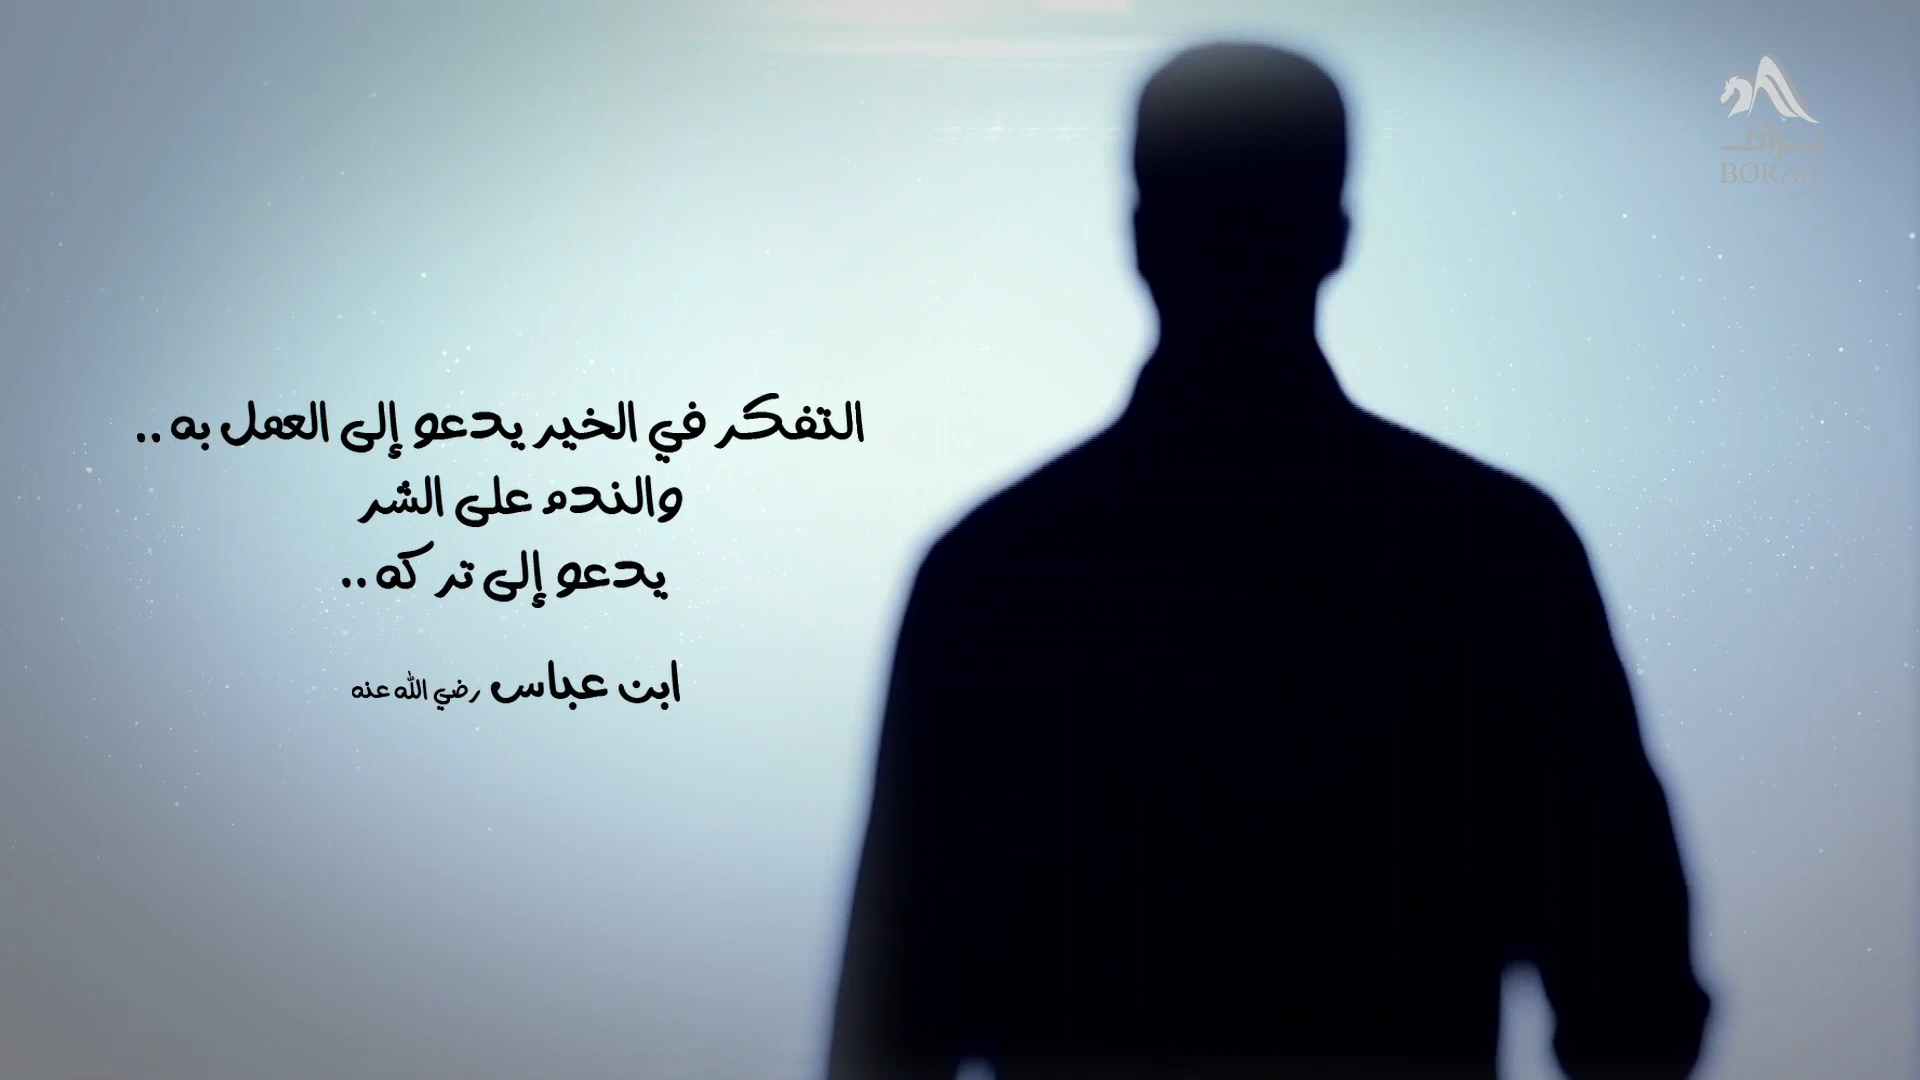 التفكر في الخير يدعو إلى العمل به ..
والندم على الشر
يدعو إلى تركه ..
ابن عباس رضي الله عنه
براق